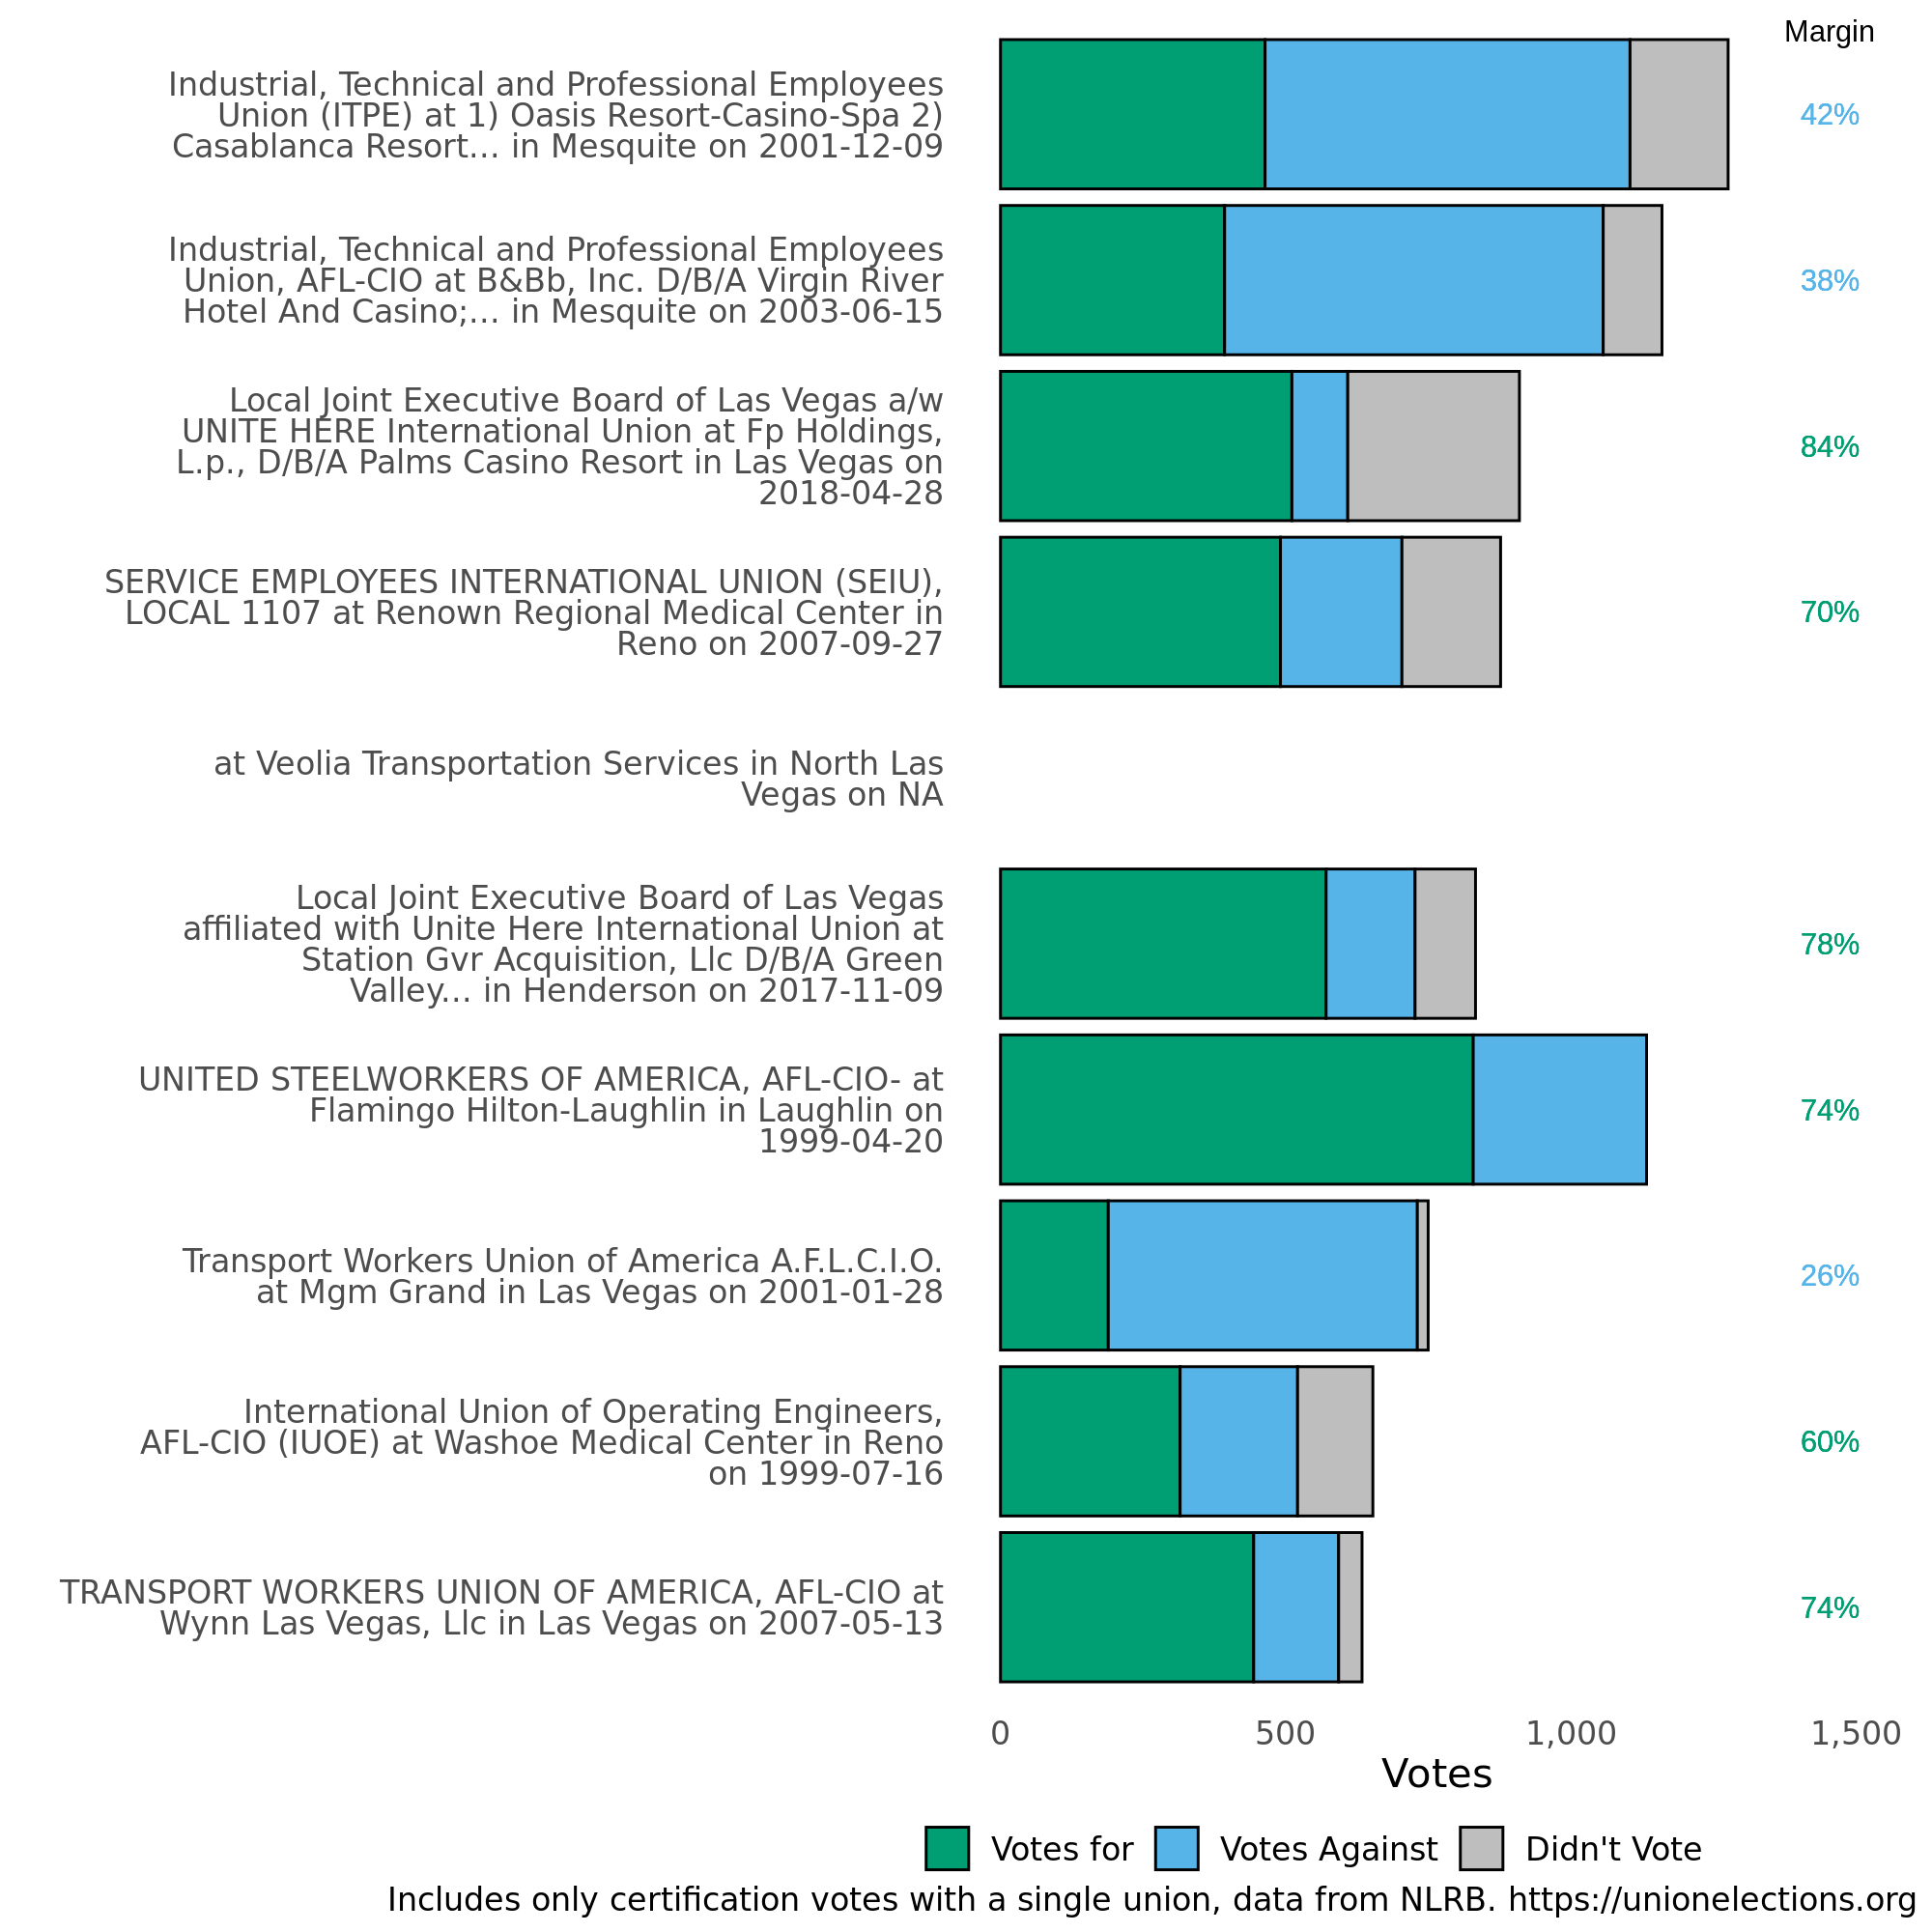 Margin
Industrial, Technical and Professional Employees
Union (ITPE) at 1) Oasis Resort-Casino-Spa 2)
Casablanca Resort... in Mesquite on 2001-12-09
42%
Industrial, Technical and Professional Employees
Union, AFL-CIO at B&Bb, Inc. D/B/A Virgin River
Hotel And Casino;... in Mesquite on 2003-06-15
38%
Local Joint Executive Board of Las Vegas a/w
UNITE HERE International Union at Fp Holdings,
L.p., D/B/A Palms Casino Resort in Las Vegas on
2018-04-28
84%
SERVICE EMPLOYEES INTERNATIONAL UNION (SEIU),
LOCAL 1107 at Renown Regional Medical Center in
Reno on 2007-09-27
70%
at Veolia Transportation Services in North Las
Vegas on NA
Local Joint Executive Board of Las Vegas
affiliated with Unite Here International Union at
Station Gvr Acquisition, Llc D/B/A Green
Valley... in Henderson on 2017-11-09
78%
UNITED STEELWORKERS OF AMERICA, AFL-CIO- at
Flamingo Hilton-Laughlin in Laughlin on
1999-04-20
74%
Transport Workers Union of America A.F.L.C.I.O.
at Mgm Grand in Las Vegas on 2001-01-28
26%
International Union of Operating Engineers,
AFL-CIO (IUOE) at Washoe Medical Center in Reno
on 1999-07-16
60%
TRANSPORT WORKERS UNION OF AMERICA, AFL-CIO at
Wynn Las Vegas, Llc in Las Vegas on 2007-05-13
74%
0 500 1,000 1,500
Votes
Votes for Votes Against Didn't Vote
Includes only certification votes with a single union, data from NLRB. https://unionelections.org